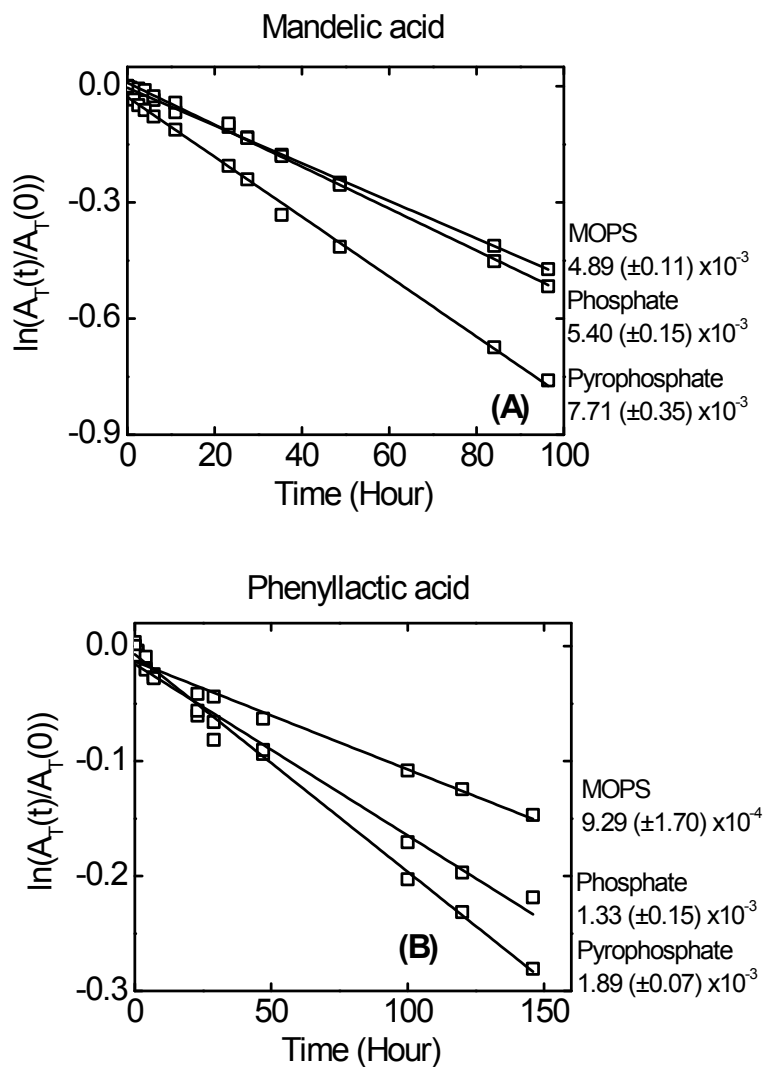 Mandelic acid
ln(A_T(t)/A_T(0))
0.0
-0.3
-0.6
-0.9
0 20 40 60 80 100
Time (Hour)
(A)
MOPS
4.89 (±0.11) x10⁻³
Phosphate
5.40 (±0.15) x10⁻³
Pyrophosphate
7.71 (±0.35) x10⁻³
Phenyllactic acid
ln(A_T(t)/A_T(0))
0.0
-0.1
-0.2
-0.3
0 50 100 150
Time (Hour)
(B)
MOPS
9.29 (±1.70) x10⁻⁴
Phosphate
1.33 (±0.15) x10⁻³
Pyrophosphate
1.89 (±0.07) x10⁻³